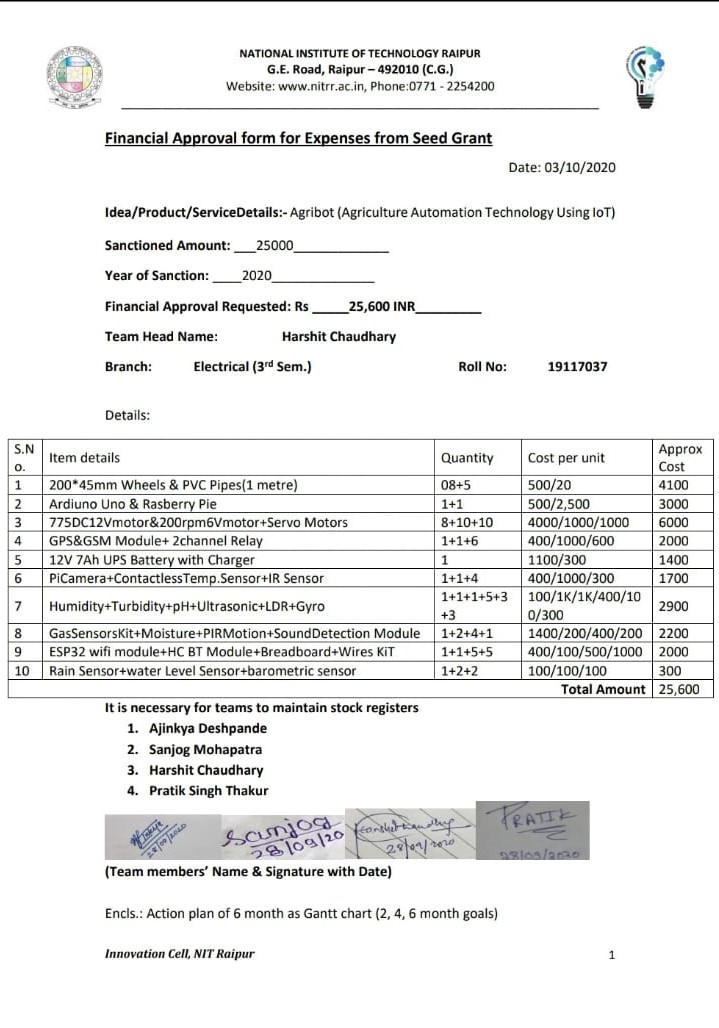 NATIONAL INSTITUTE OF TECHNOLOGY RAIPUR
G.E. Road, Raipur – 492010 (C.G.)
Website: www.nitrr.ac.in, Phone:0771 - 2254200
Financial Approval form for Expenses from Seed Grant
Date: 03/10/2020
Idea/Product/ServiceDetails:- Agribot (Agriculture Automation Technology Using IoT)
Sanctioned Amount: ___25000_____________
Year of Sanction: ____2020______________
Financial Approval Requested: Rs _____25,600 INR_________
Team Head Name: Harshit Chaudhary
Branch: Electrical (3rd Sem.) Roll No: 19117037
Details:
S.N Item details Quantity Cost per unit Approx
o. Cost
1 200*45mm Wheels & PVC Pipes(1 metre) 08+5 500/20 4100
2 Ardiuno Uno & Rasberry Pie 1+1 500/2,500 3000
3 775DC12Vmotor&200rpm6Vmotor+Servo Motors 8+10+10 4000/1000/1000 6000
4 GPS&GSM Module+ 2channel Relay 1+1+6 400/1000/600 2000
5 12V 7Ah UPS Battery with Charger 1 1100/300 1400
6 PiCamera+ContactlessTemp.Sensor+IR Sensor 1+1+4 400/1000/300 1700
7 Humidity+Turbidity+pH+Ultrasonic+LDR+Gyro 1+1+1+5+3 100/1K/1K/400/10 2900
+3 0/300
8 GasSensorsKit+Moisture+PIRMotion+SoundDetection Module 1+2+4+1 1400/200/400/200 2200
9 ESP32 wifi module+HC BT Module+Breadboard+Wires KiT 1+1+5+5 400/100/500/1000 2000
10 Rain Sensor+water Level Sensor+barometric sensor 1+2+2 100/100/100 300
Total Amount 25,600
It is necessary for teams to maintain stock registers
1. Ajinkya Deshpande
2. Sanjog Mohapatra
3. Harshit Chaudhary
4. Pratik Singh Thakur
28/09/2020
Sanjog
28/09/20
28/09/2020
PRATIK
28/09/2020
(Team members' Name & Signature with Date)
Encls.: Action plan of 6 month as Gantt chart (2, 4, 6 month goals)
Innovation Cell, NIT Raipur 1